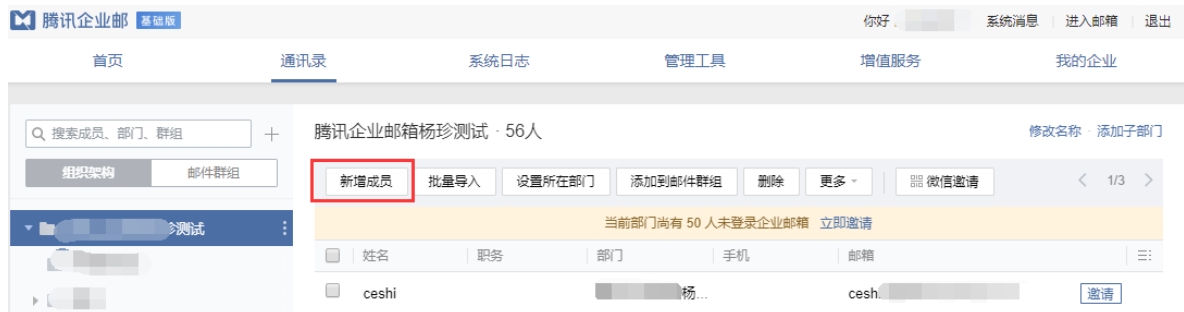 腾讯企业邮 基础版 你好, 系统消息 进入邮箱 退出
首页 通讯录 系统日志 管理工具 增值服务 我的企业
搜索成员、部门、群组
腾讯企业邮箱杨珍测试 · 56人 修改名称 · 添加子部门
组织架构 邮件群组
新增成员 批量导入 设置所在部门 添加到邮件群组 删除 更多 微信邀请 1/3
测试
当前部门尚有 50 人未登录企业邮箱 立即邀请
姓名 职务 部门 手机 邮箱
ceshi 杨... cesh 邀请